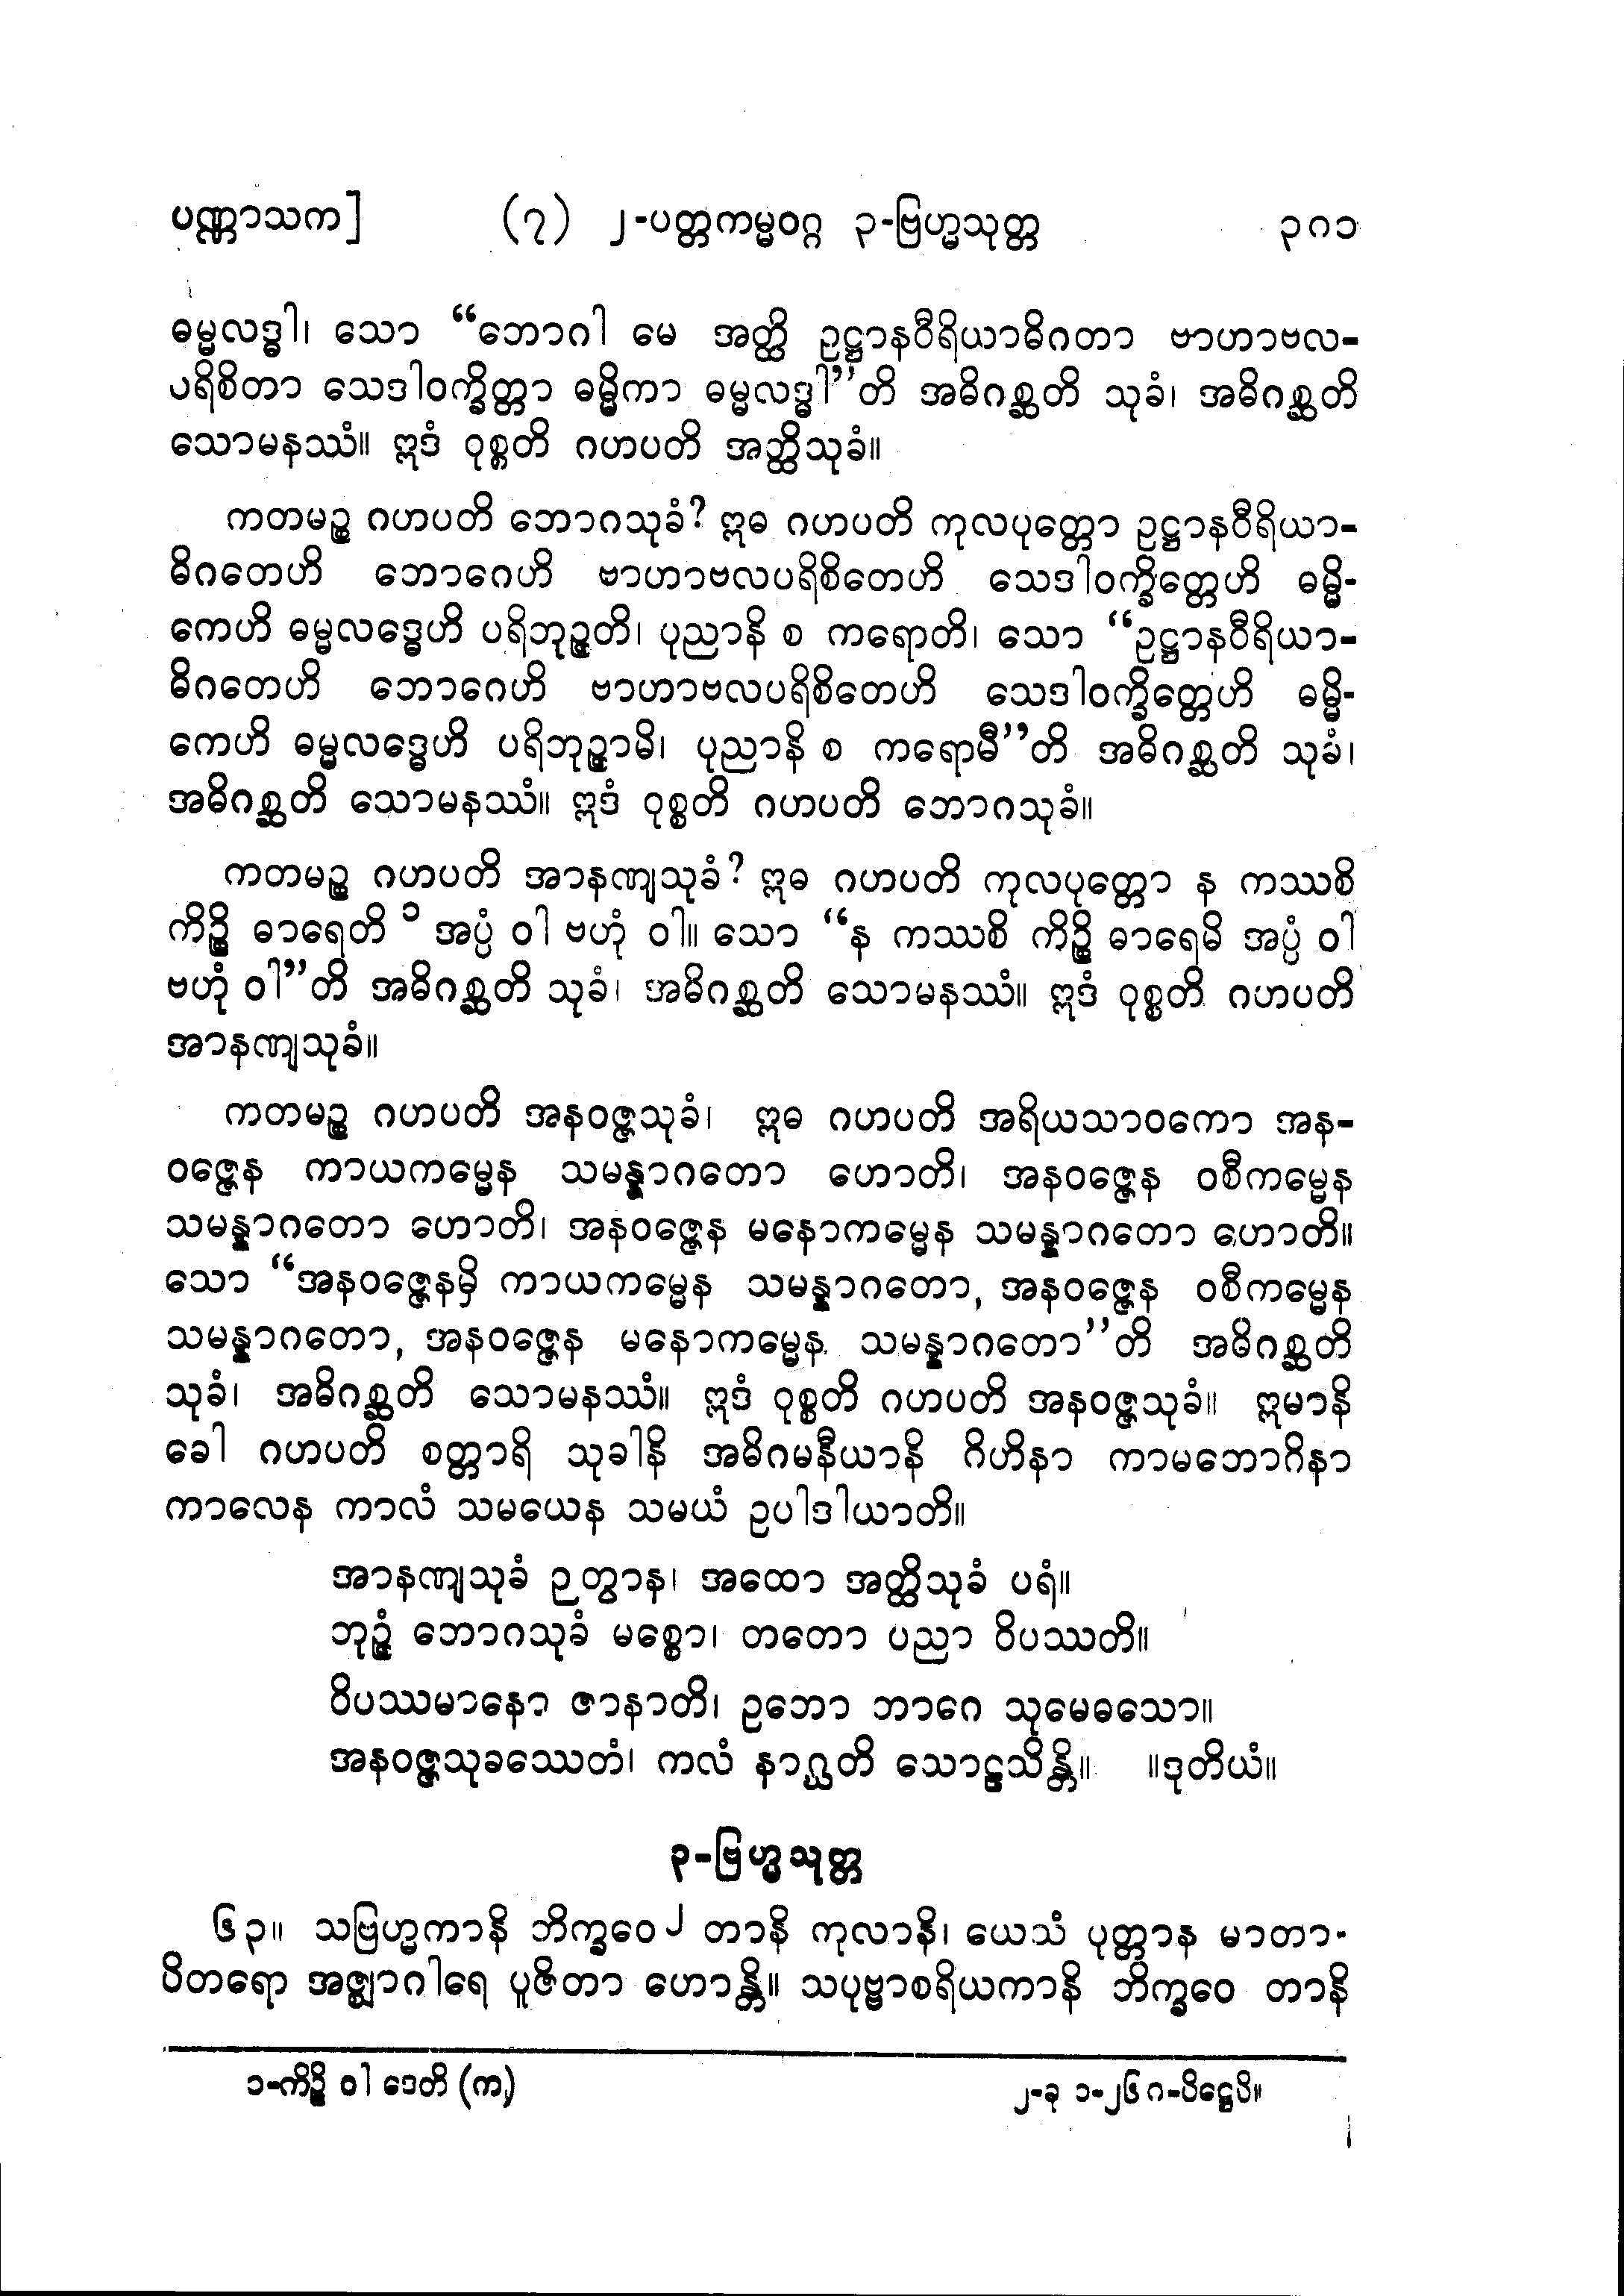 ပဏ္ဏာသက]	(၇) ၂-ပတ္တကမ္မဝဂ္ဂ ၃-ဗြဟ္မသုတ္တ	၃၈၁
ဓမ္မလဒ္ဓါ၊ သော “ဘောဂါ မေ အတ္ထိ ဥဋ္ဌာနဝီရိယာဓိဂတာ ဗာဟာဗလ-
ပရိစိတာ သေဒါဝက္ခိတ္တာ ဓမ္မိကာ ဓမ္မလဒ္ဓါ”တိ အဓိဂစ္ဆတိ သုခံ၊ အဓိဂစ္ဆတိ
သောမနဿံ။ ဣဒံ ဝုစ္စတိ ဂဟပတိ အတ္ထိသုခံ။
ကတမဉ္စ ဂဟပတိ ဘောဂသုခံ? ဣဓ ဂဟပတိ ကုလပုတ္တော ဥဋ္ဌာနဝီရိယာ-
ဓိဂတေဟိ ဘောဂေဟိ ဗာဟာဗလပရိစိတေဟိ သေဒါဝက္ခိတ္တေဟိ ဓမ္မိ-
ကေဟိ ဓမ္မလဒ္ဓေဟိ ပရိဘုဉ္ဇတိ၊ ပုညာနိ စ ကရောတိ၊ သော “ဥဋ္ဌာနဝီရိယာ-
ဓိဂတေဟိ ဘောဂေဟိ ဗာဟာဗလပရိစိတေဟိ သေဒါဝက္ခိတ္တေဟိ ဓမ္မိ-
ကေဟိ ဓမ္မလဒ္ဓေဟိ ပရိဘုဉ္ဇာမိ၊ ပုညာနိ စ ကရောမီ”တိ အဓိဂစ္ဆတိ သုခံ၊
အဓိဂစ္ဆတိ သောမနဿံ။ ဣဒံ ဝုစ္စတိ ဂဟပတိ ဘောဂသုခံ။
ကတမဉ္စ ဂဟပတိ အာနဏျသုခံ? ဣဓ ဂဟပတိ ကုလပုတ္တော န ကဿစိ
ကိဉ္စိ ဓာရေတိ ၁ အပ္ပံ ဝါ ဗဟုံ ဝါ။ သော “န ကဿစိ ကိဉ္စိ ဓာရေမိ အပ္ပံ ဝါ
ဗဟုံ ဝါ”တိ အဓိဂစ္ဆတိ သုခံ၊ အဓိဂစ္ဆတိ သောမနဿံ။ ဣဒံ ဝုစ္စတိ ဂဟပတိ
အာနဏျသုခံ။
ကတမဉ္စ ဂဟပတိ အနဝဇ္ဇသုခံ၊ ဣဓ ဂဟပတိ အရိယသာဝကော အန-
ဝဇ္ဇေန ကာယကမ္မေန သမန္နာဂတော ဟောတိ၊ အနဝဇ္ဇေန ဝစီကမ္မေန
သမန္နာဂတော ဟောတိ၊ အနဝဇ္ဇေန မနောကမ္မေန သမန္နာဂတော ဟောတိ။
သော “အနဝဇ္ဇေနမှိ ကာယကမ္မေန သမန္နာဂတော, အနဝဇ္ဇေန ဝစီကမ္မေန
သမန္နာဂတော, အနဝဇ္ဇေန မနောကမ္မေန သမန္နာဂတော”တိ အဓိဂစ္ဆတိ
သုခံ၊ အဓိဂစ္ဆတိ သောမနဿံ။ ဣဒံ ဝုစ္စတိ ဂဟပတိ အနဝဇ္ဇသုခံ။ ဣမာနိ
ခေါ ဂဟပတိ စတ္တာရိ သုခါနိ အဓိဂမနီယာနိ ဂိဟိနာ ကာမဘောဂိနာ
ကာလေန ကာလံ သမယေန သမယံ ဥပါဒါယာတိ။
အာနဏျသုခံ ဉတွာန၊ အထော အတ္ထိသုခံ ပရံ။
ဘုဉ္ဇံ ဘောဂသုခံ မစ္စော၊ တတော ပညာ ဝိပဿတိ။
ဝိပဿမာနော ဇာနာတိ၊ ဥဘော ဘာဂေ သုမေဓသော။
အနဝဇ္ဇသုခဿေတံ၊ ကလံ နာဂ္ဃတိ သောဠသိန္တိ။ ။ဒုတိယံ။
၃-ဗြဟ္မသုတ္တ
၆၃။ သဗြဟ္မကာနိ ဘိက္ခဝေ ၂ တာနိ ကုလာနိ၊ ယေသံ ပုတ္တာန မာတာ-
ပိတရော အဇ္ဈာဂါရေ ပူဇိတာ ဟောန္တိ။ သပုဗ္ဗာစရိယကာနိ ဘိက္ခဝေ တာနိ
၁-ကိဉ္စိ ဝါ ဒေတိ (က)	၂-ခု ၁-၂၆၈-ပိဋ္ဌေပိ။